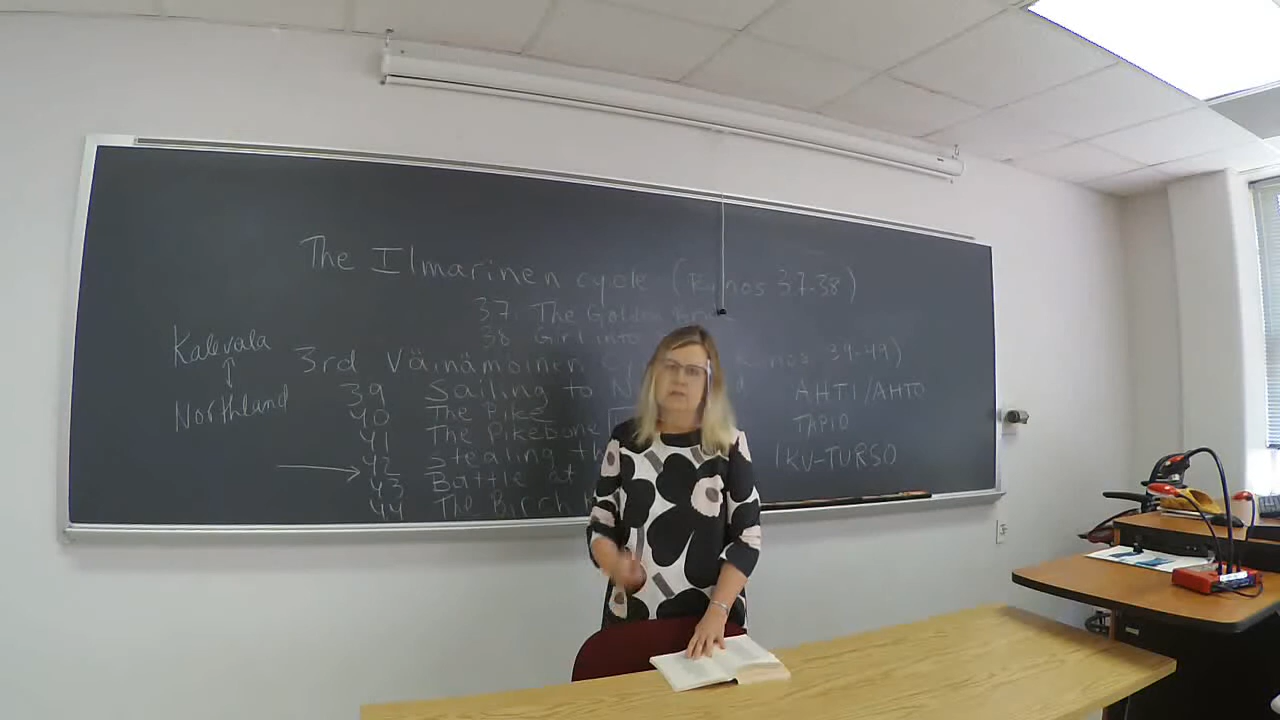 The Ilmarinen cycle (Runos 37-38)
37 The Golden
38 Girl into
3rd Väinämöinen 39-49)
39 Sailing to
40 The Pike
41 The Pikebone
42 Stealing
43 Battle at
44 The Birch
Kalevala
↕
Northland
AHTI/AHTO
TAPIO
IKU-TURSO